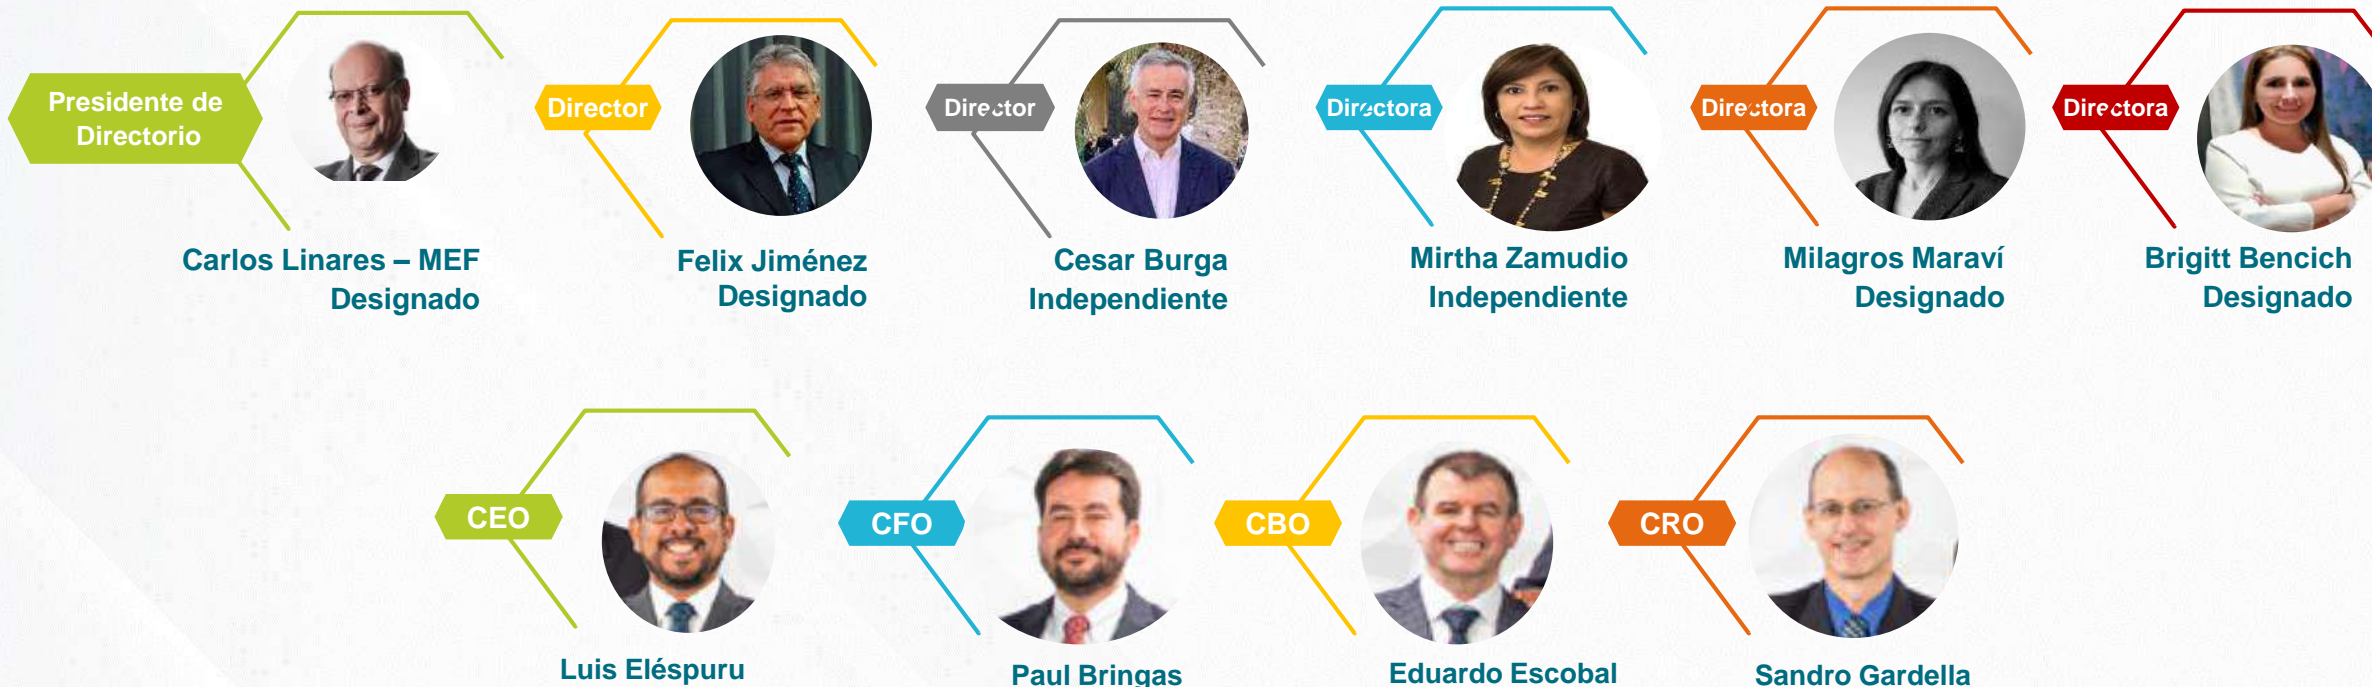 Presidente de
Directorio
Carlos Linares – MEF
Designado
Director
Felix Jiménez
Designado
Director
Cesar Burga
Independiente
Directora
Mirtha Zamudio
Independiente
Directora
Milagros Maraví
Designado
Directora
Brigitt Bencich
Designado
CEO
Luis Eléspuru
CFO
Paul Bringas
CBO
Eduardo Escobal
CRO
Sandro Gardella